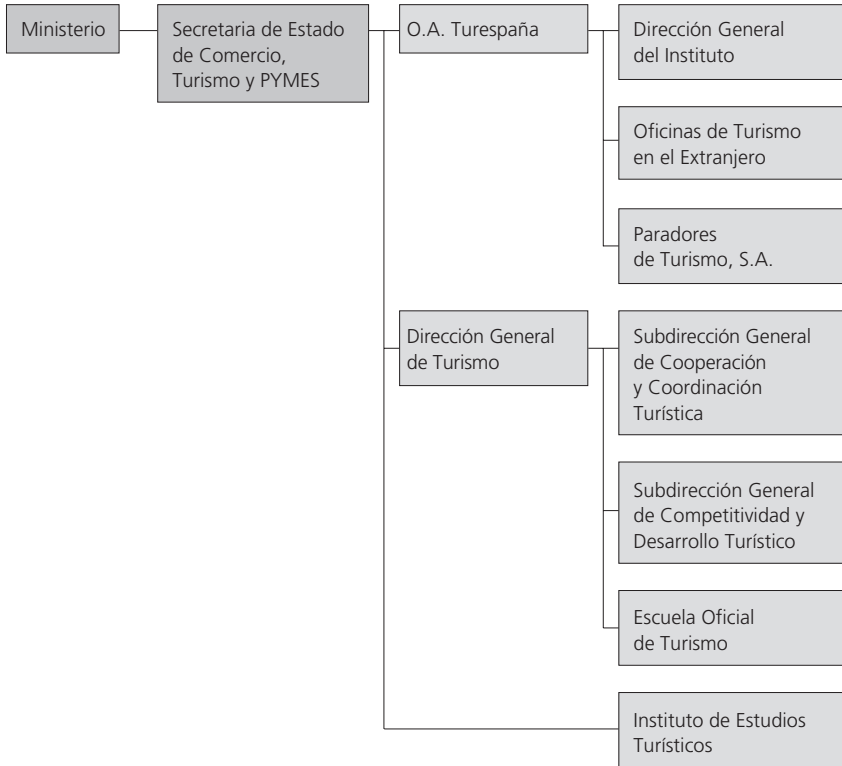 Ministerio
Secretaria de Estado
de Comercio,
Turismo y PYMES
O.A. Turespaña
Dirección General
del Instituto
Oficinas de Turismo
en el Extranjero
Paradores
de Turismo, S.A.
Dirección General
de Turismo
Subdirección General
de Cooperación
y Coordinación
Turística
Subdirección General
de Competitividad y
Desarrollo Turístico
Escuela Oficial
de Turismo
Instituto de Estudios
Turísticos